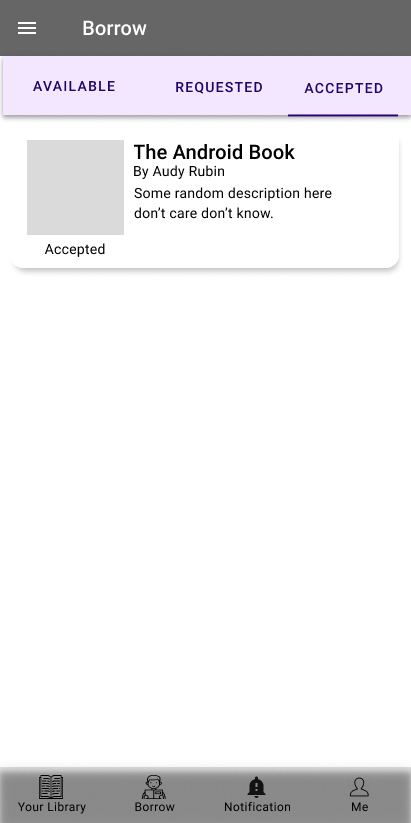 Borrow
AVAILABLE
REQUESTED
ACCEPTED
The Android Book
By Audy Rubin
Some random description here
don't care don't know.
Accepted
Your Library
Borrow
Notification
Me